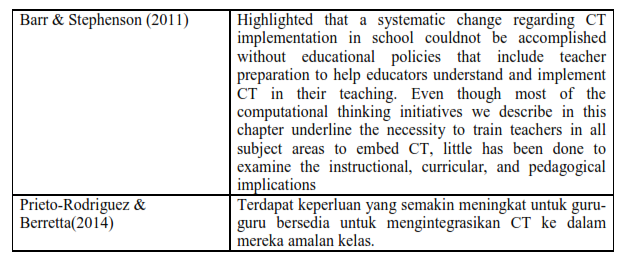 Barr & Stephenson (2011)
Highlighted that a systematic change regarding CT
implementation in school couldnot be accomplished
without educational policies that include teacher
preparation to help educators understand and implement
CT in their teaching. Even though most of the
computational thinking initiatives we describe in this
chapter underline the necessity to train teachers in all
subject areas to embed CT, little has been done to
examine the instructional, curricular, and pedagogical
implications
Prieto-Rodriguez &
Berretta(2014)
Terdapat keperluan yang semakin meningkat untuk guru-
guru bersedia untuk mengintegrasikan CT ke dalam
mereka amalan kelas.